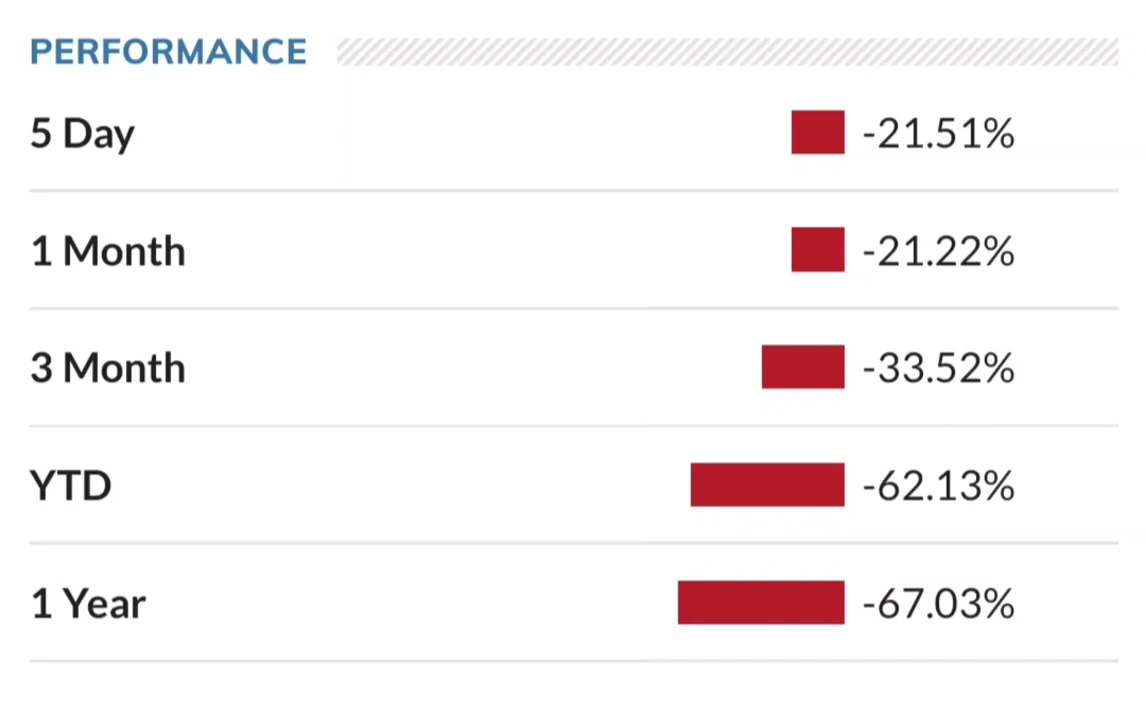 PERFORMANCE
5 Day -21.51%
1 Month -21.22%
3 Month -33.52%
YTD -62.13%
1 Year -67.03%